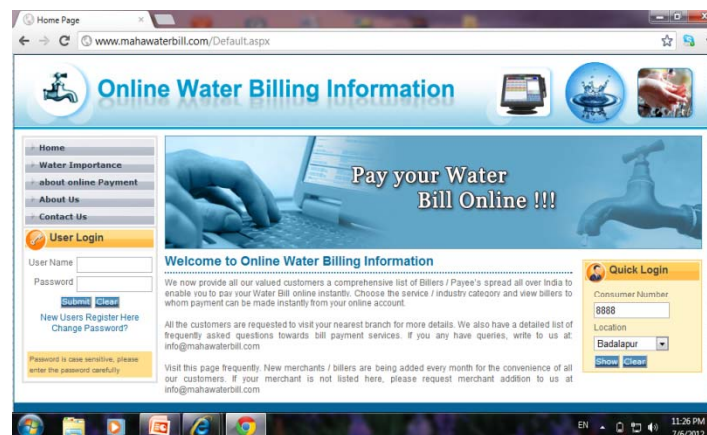 Home Page
www.mahawaterbill.com/Default.aspx
Online Water Billing Information
Home
Water Importance
about online Payment
About Us
Contact Us
User Login
User Name
Password
Submit Clear
New Users Register Here
Change Password?
Password is case sensitive, please
enter the password carefully
Pay your Water
Bill Online !!!
Welcome to Online Water Billing Information
We now provide all our valued customers a comprehensive list of Billers / Payee's spread all over India to
enable you to pay your Water Bill online instantly. Choose the service / industry category and view billers to
whom payment can be made instantly from your online account.
All the customers are requested to visit your nearest branch for more details. We also have a detailed list of
frequently asked questions towards bill payment services. If you any have queries, write to us at:
info@mahawaterbill.com
Visit this page frequently. New merchants / billers are being added every month for the convenience of all
our customers. If your merchant is not listed here, please request merchant addition to us at
info@mahawaterbill.com
Quick Login
Consumer Number
8888
Location
Badalapur
Show Clear
EN
11:26 PM
7/6/2012